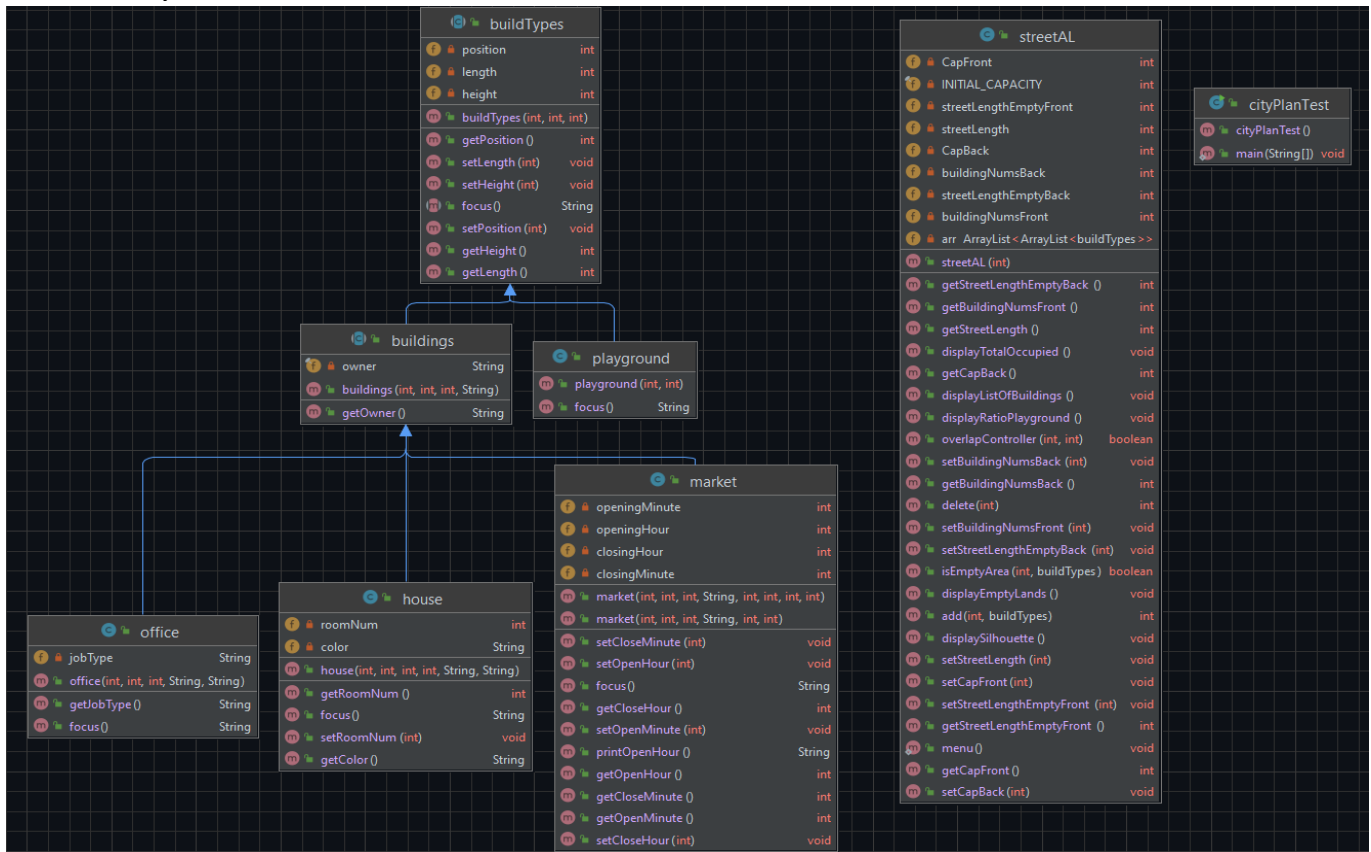 buildTypes
position int
length int
height int
buildTypes(int, int, int)
getPosition() int
setLength(int) void
setHeight(int) void
focus() String
setPosition(int) void
getHeight() int
getLength() int
buildings
owner String
buildings(int, int, int, String)
getOwner() String
playground
playground(int, int)
focus() String
office
jobType String
office(int, int, int, String, String)
getJobType() String
focus() String
house
roomNum int
color String
house(int, int, int, int, String, String)
getRoomNum() int
focus() String
setRoomNum(int) void
getColor() String
market
openingMinute int
openingHour int
closingHour int
closingMinute int
market(int, int, int, String, int, int, int, int)
market(int, int, int, String, int, int)
setCloseMinute(int) void
setOpenHour(int) void
focus() String
getCloseHour() int
setOpenMinute(int) void
printOpenHour() String
getOpenHour() int
getCloseMinute() int
getOpenMinute() int
setCloseHour(int) void
streetAL
CapFront int
INITIAL_CAPACITY int
streetLengthEmptyFront int
streetLength int
CapBack int
buildingNumsBack int
streetLengthEmptyBack int
buildingNumsFront int
arr ArrayList<ArrayList<buildTypes>>
streetAL(int)
getStreetLengthEmptyBack() int
getBuildingNumsFront() int
getStreetLength() int
displayTotalOccupied() void
getCapBack() int
displayListOfBuildings() void
displayRatioPlayground() void
overlapController(int, int) boolean
setBuildingNumsBack(int) void
getBuildingNumsBack() int
delete(int) int
setBuildingNumsFront(int) void
setStreetLengthEmptyBack(int) void
isEmptyArea(int, buildTypes) boolean
displayEmptyLands() void
add(int, buildTypes) int
displaySilhouette() void
setStreetLength(int) void
setCapFront(int) void
setStreetLengthEmptyFront(int) void
getStreetLengthEmptyFront() int
menu() void
getCapFront() int
setCapBack(int) void
cityPlanTest
cityPlanTest()
main(String[]) void